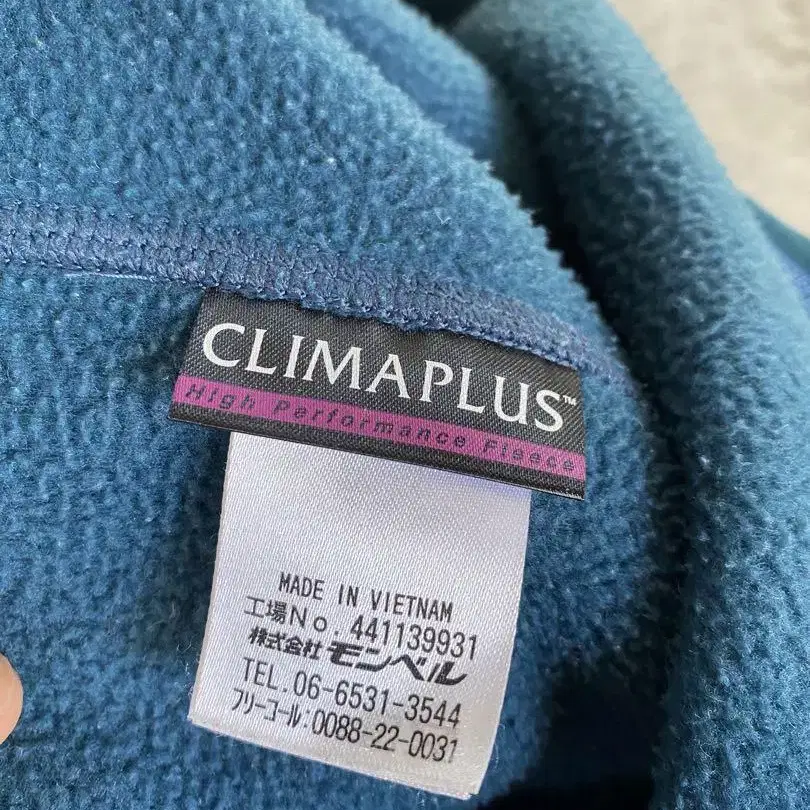 CLIMAPLUS™
High Performance Fleece
MADE IN VIETNAM
工場No. 441139931
株式会社モンベル
TEL.06-6531-3544
フリーコール:0088-22-0031